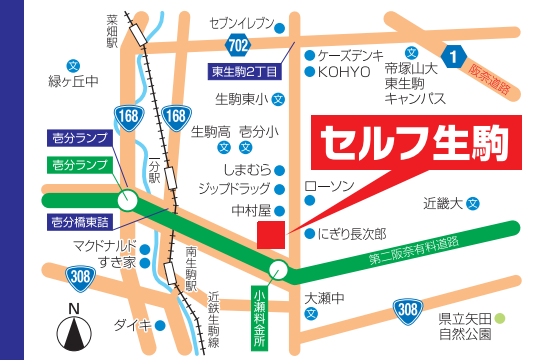 菜畑駅
セブンイレブン
702
東生駒2丁目
ケーズデンキ
KOHYO
文
帝塚山大
東生駒
キャンパス
1
阪奈道路
文
緑ヶ丘中
168
168
生駒東小 文
生駒高 壱分小
文 文
セルフ生駒
壱分ランプ
壱分ランプ
一分駅
しまむら
ジップドラッグ
中村屋
ローソン
近畿大 文
壱分橋東詰
にぎり長次郎
マクドナルド
すき家
第二阪奈有料道路
308
南生駒駅
近鉄生駒線
小瀬料金所
大瀬中
文
308
N
ダイキ
県立矢田
自然公園